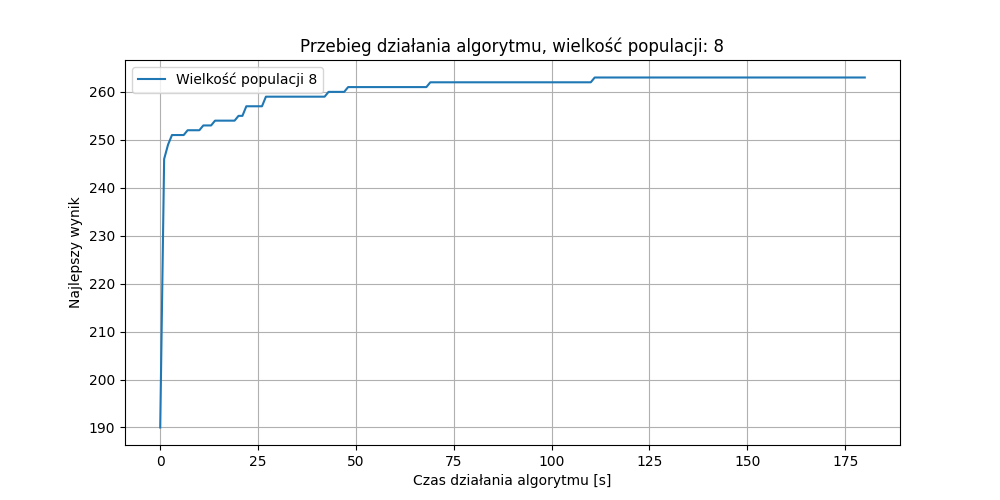 Przebieg działania algorytmu, wielkość populacji: 8
Wielkość populacji 8
260
250
240
230
220
210
200
190
Najlepszy wynik
0 25 50 75 100 125 150 175
Czas działania algorytmu [s]